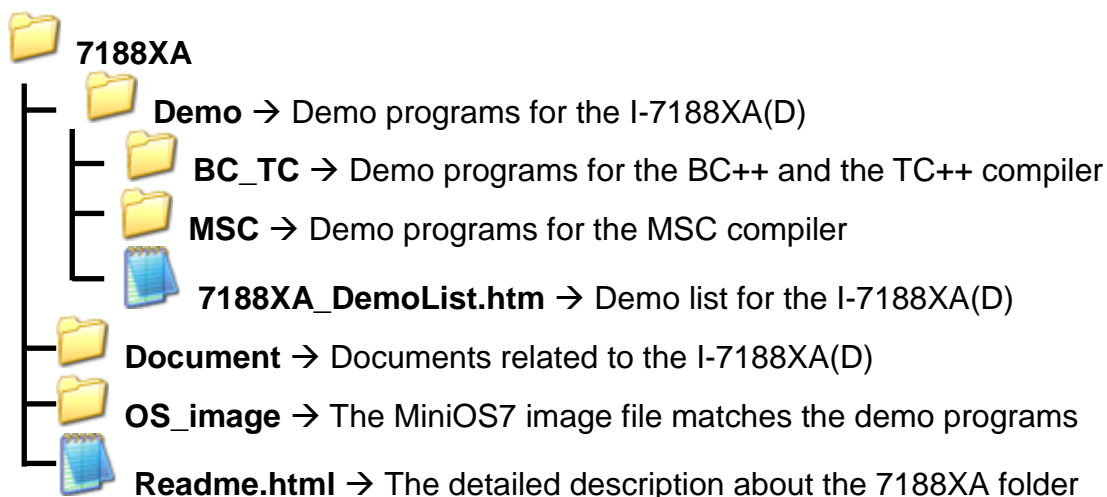 7188XA
Demo → Demo programs for the I-7188XA(D)
BC_TC → Demo programs for the BC++ and the TC++ compiler
MSC → Demo programs for the MSC compiler
7188XA_DemoList.htm → Demo list for the I-7188XA(D)
Document → Documents related to the I-7188XA(D)
OS_image → The MiniOS7 image file matches the demo programs
Readme.html → The detailed description about the 7188XA folder